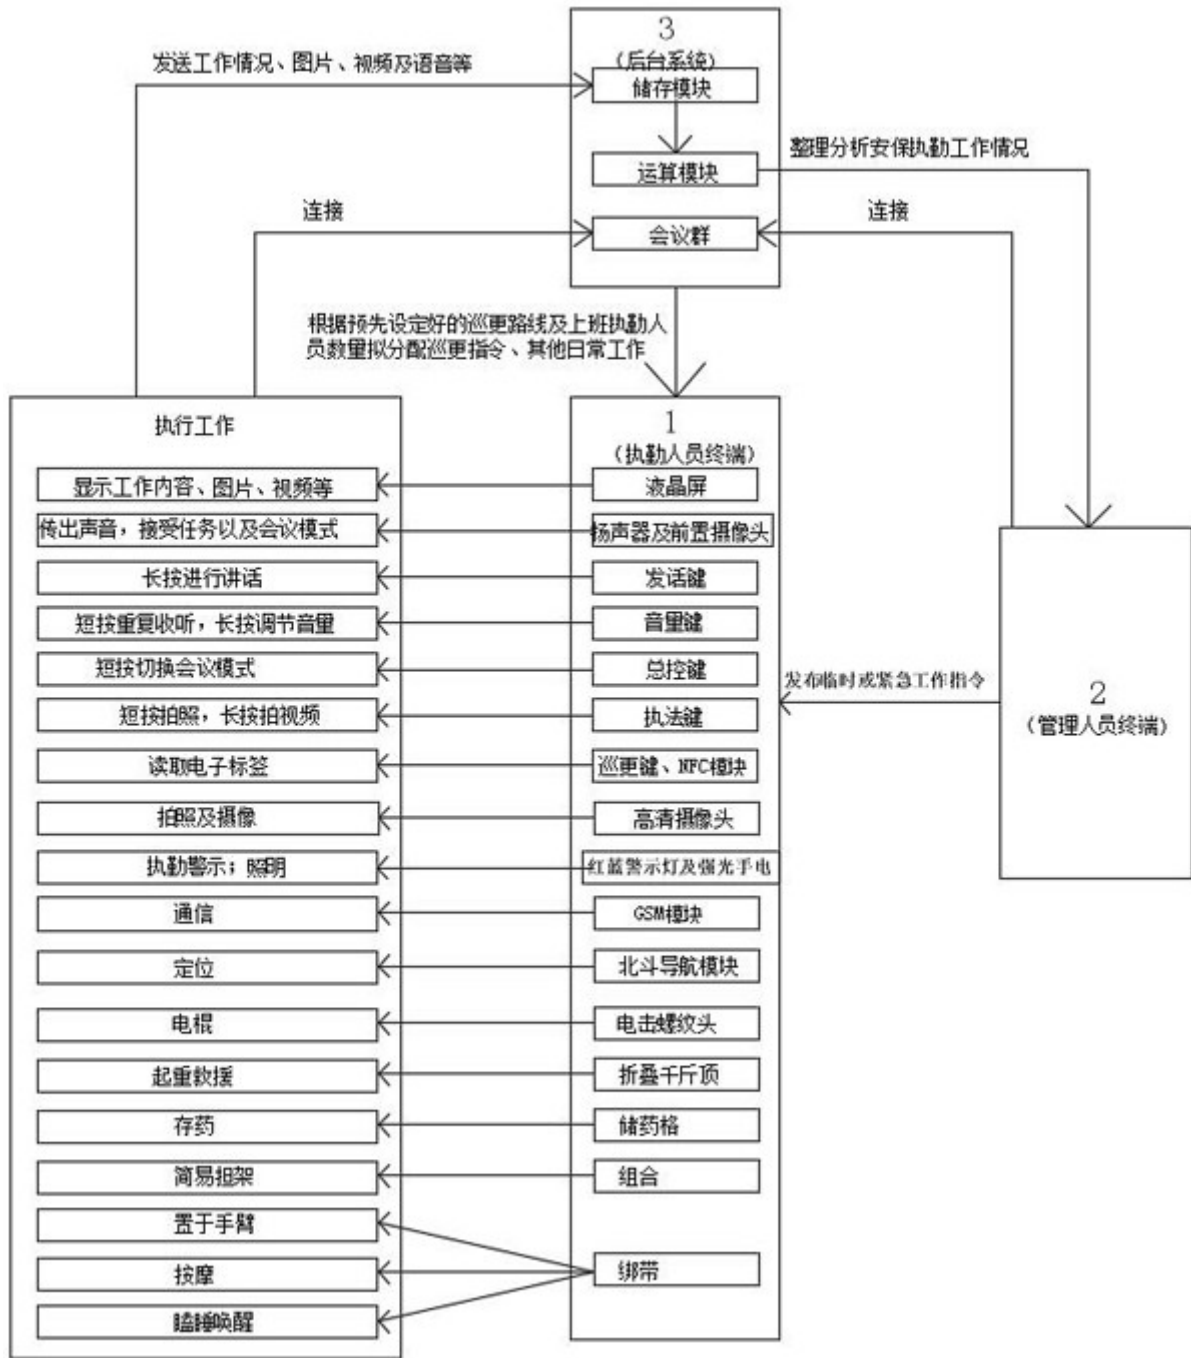 3
(后台系统)
发送工作情况、图片、视频及语音等
储存模块
整理分析安保执勤工作情况
运算模块
连接
会议群
连接
根据预先设定好的巡更路线及上班执勤人
员数量拟分配巡更指令、其他日常工作
执行工作
1
(执勤人员终端)
显示工作内容、图片、视频等
液晶屏
传出声音，接受任务以及会议模式
扬声器及前置摄像头
长按进行讲话
发话键
短按重复收听，长按调节音量
音量键
短按切换会议模式
总控键
发布临时或紧急工作指令
2
(管理人员终端)
短按拍照，长按拍视频
执法键
读取电子标签
巡更键、NFC模块
拍照及摄像
高清摄像头
执勤警示；照明
红蓝警示灯及强光手电
通信
GSM模块
定位
北斗导航模块
电棍
电击螺纹头
起重救援
折叠千斤顶
存药
储药格
简易担架
组合
置于手臂
按摩
绑带
瞌睡唤醒